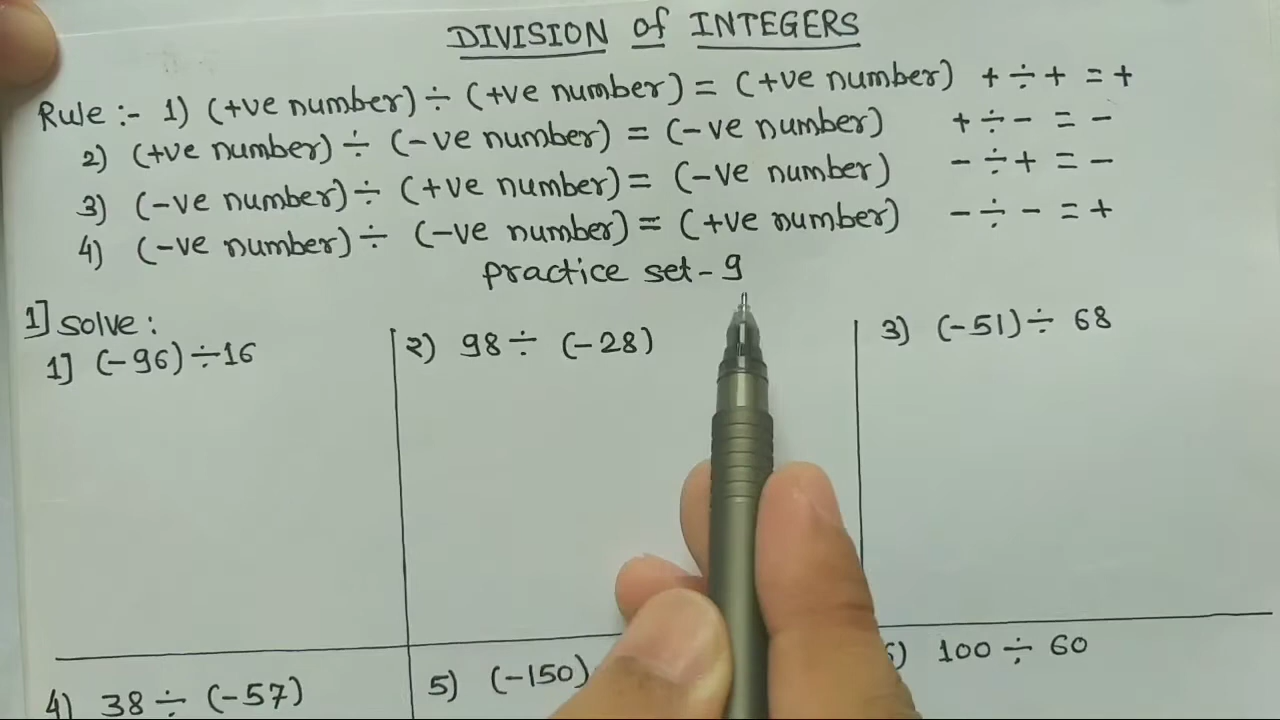 DIVISION of INTEGERS
Rule :- 1) (+ve number) ÷ (+ve number) = (+ve number) + ÷ + = +
2) (+ve number) ÷ (-ve number) = (-ve number) + ÷ - = -
3) (-ve number) ÷ (+ve number) = (-ve number) - ÷ + = -
4) (-ve number) ÷ (-ve number) = (+ve number) - ÷ - = +
practice set - 9
1] solve :
1] (-96) ÷ 16
२) 98 ÷ (-28)
3) (-51) ÷ 68
4) 38 ÷ (-57)
5) (-150)
) 100 ÷ 60